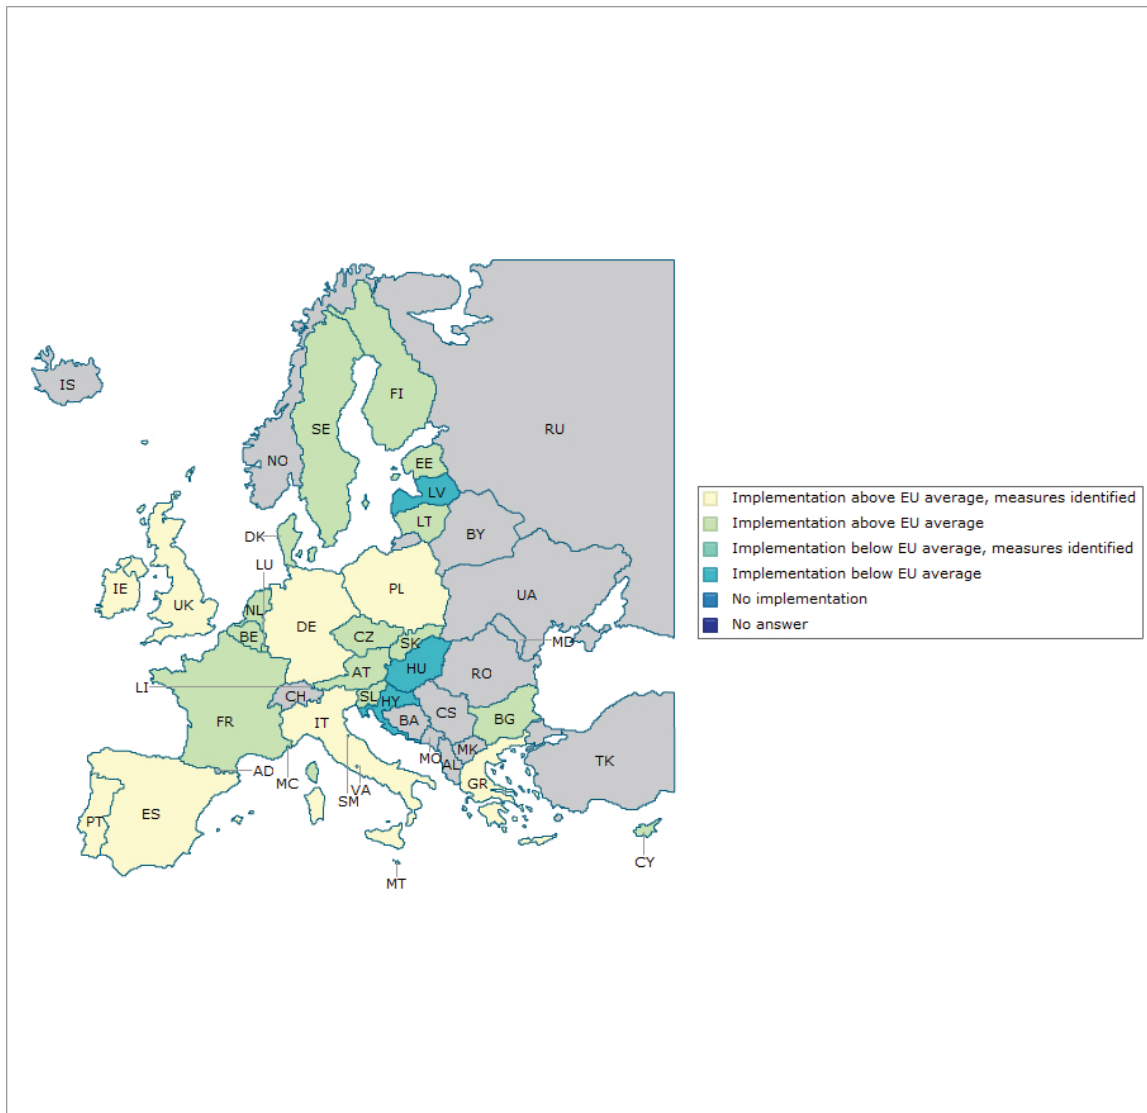 IS
FI
SE
RU
NO
EE
LV
LT
DK
BY
LU
PL
IE
NL
UK
UA
DE
BE
CZ
SK
MD
HU
AT
RO
LI
CH
SL
HY
IT
CS
BA
FR
BG
MK
MO
AL
TK
AD
MC
GR
VA
SM
ES
PT
CY
MT
Implementation above EU average, measures identified
Implementation above EU average
Implementation below EU average, measures identified
Implementation below EU average
No implementation
No answer